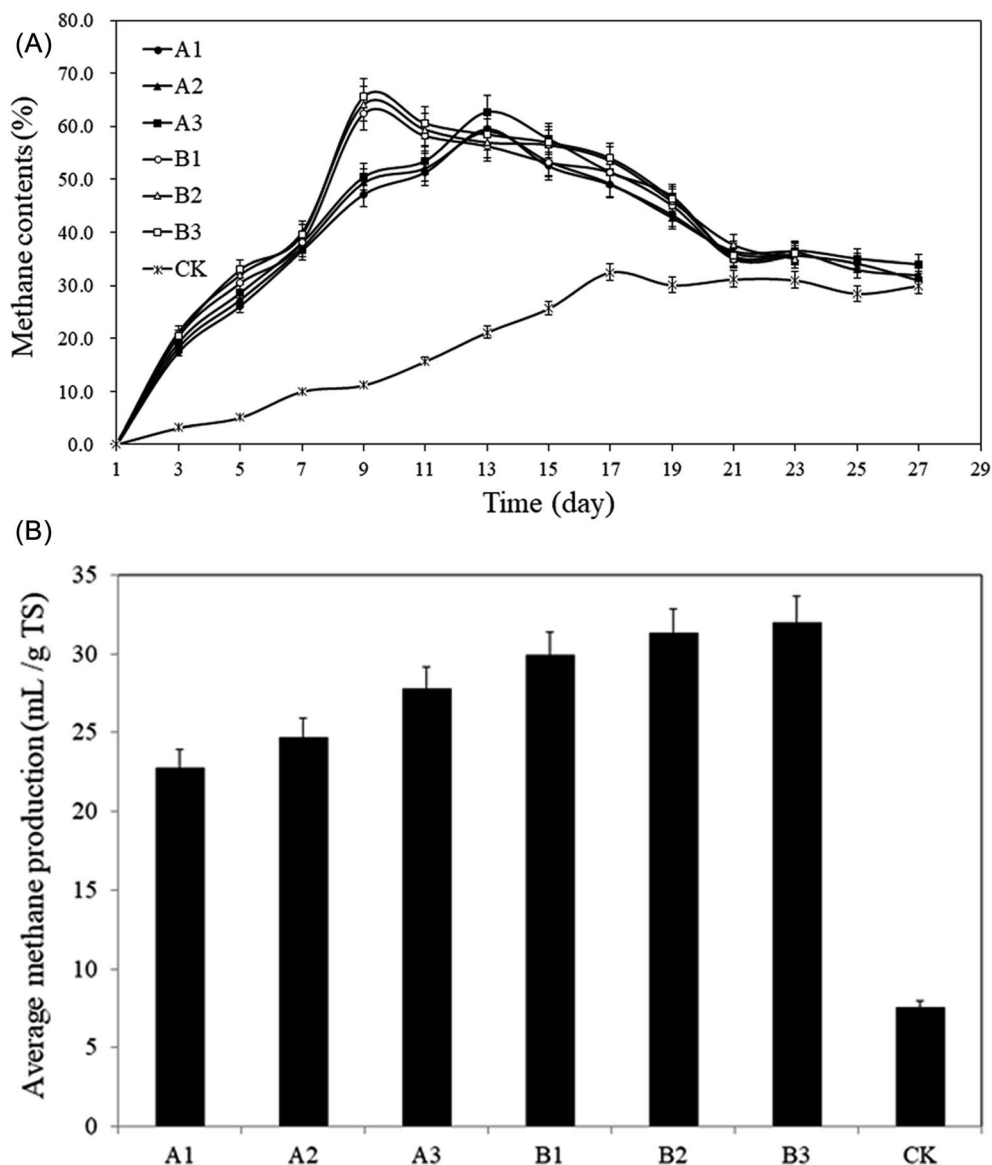 (A)
80.0
70.0
60.0
50.0
40.0
30.0
20.0
10.0
0.0
Methane contents (%)
A1
A2
A3
B1
B2
B3
CK
1 3 5 7 9 11 13 15 17 19 21 23 25 27 29
Time (day)
(B)
35
30
25
20
15
10
5
0
Average methane production (mL /g TS)
A1 A2 A3 B1 B2 B3 CK